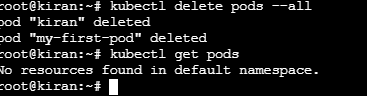 root@kiran:~# kubectl delete pods --all
pod "kiran" deleted
pod "my-first-pod" deleted
root@kiran:~# kubectl get pods
No resources found in default namespace.
root@kiran:~#